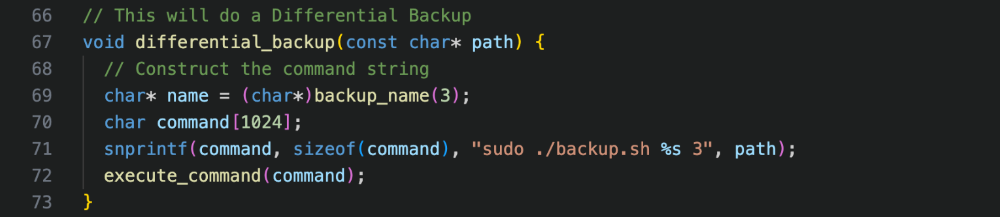 66 // This will do a Differential Backup
67 void differential_backup(const char* path) {
68   // Construct the command string
69   char* name = (char*)backup_name(3);
70   char command[1024];
71   snprintf(command, sizeof(command), "sudo ./backup.sh %s 3", path);
72   execute_command(command);
73 }